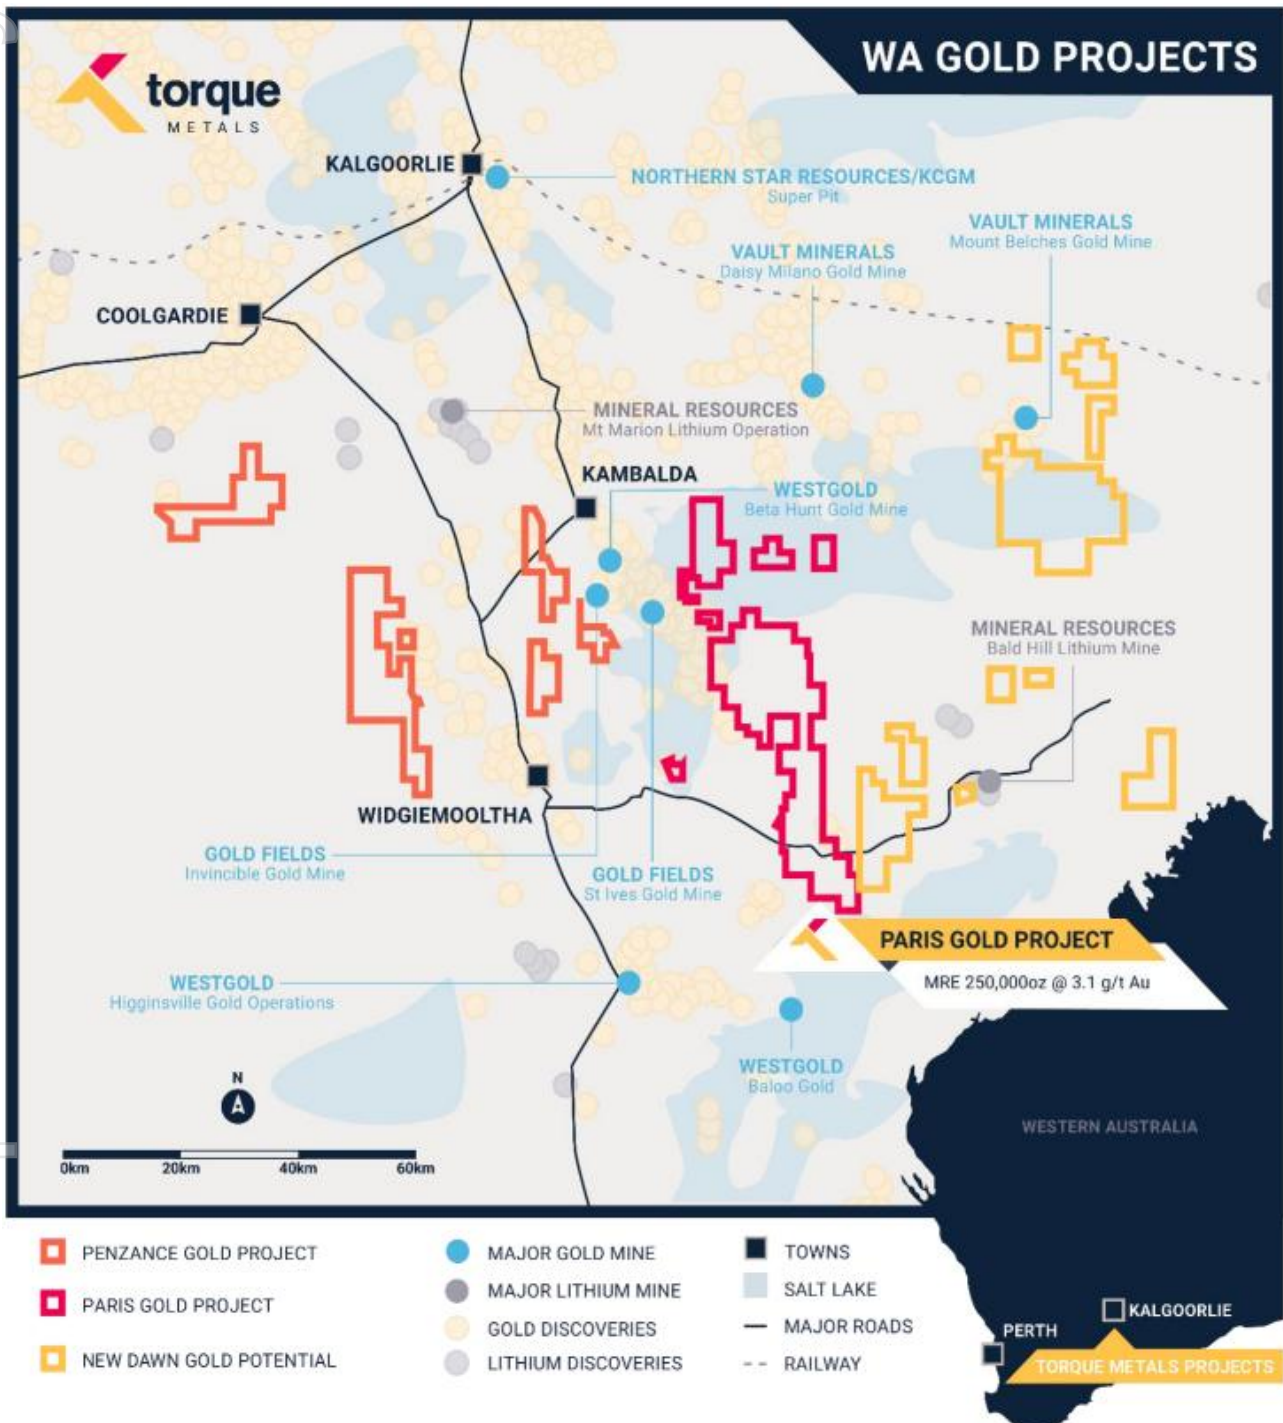 WA GOLD PROJECTS
torque
METALS
KALGOORLIE
NORTHERN STAR RESOURCES/KCGM
Super Pit
VAULT MINERALS
Mount Belches Gold Mine
VAULT MINERALS
Daisy Milano Gold Mine
COOLGARDIE
MINERAL RESOURCES
Mt Marion Lithium Operation
KAMBALDA
WESTGOLD
Beta Hunt Gold Mine
MINERAL RESOURCES
Bald Hill Lithium Mine
WIDGIEMOOLTHA
GOLD FIELDS
Invincible Gold Mine
GOLD FIELDS
St Ives Gold Mine
PARIS GOLD PROJECT
MRE 250,000oz @ 3.1 g/t Au
WESTGOLD
Higginsville Gold Operations
WESTGOLD
Baloo Gold
N
0km 20km 40km 60km
WESTERN AUSTRALIA
PENZANCE GOLD PROJECT
PARIS GOLD PROJECT
NEW DAWN GOLD POTENTIAL
MAJOR GOLD MINE
MAJOR LITHIUM MINE
GOLD DISCOVERIES
LITHIUM DISCOVERIES
TOWNS
SALT LAKE
MAJOR ROADS
RAILWAY
KALGOORLIE
PERTH
TORQUE METALS PROJECTS